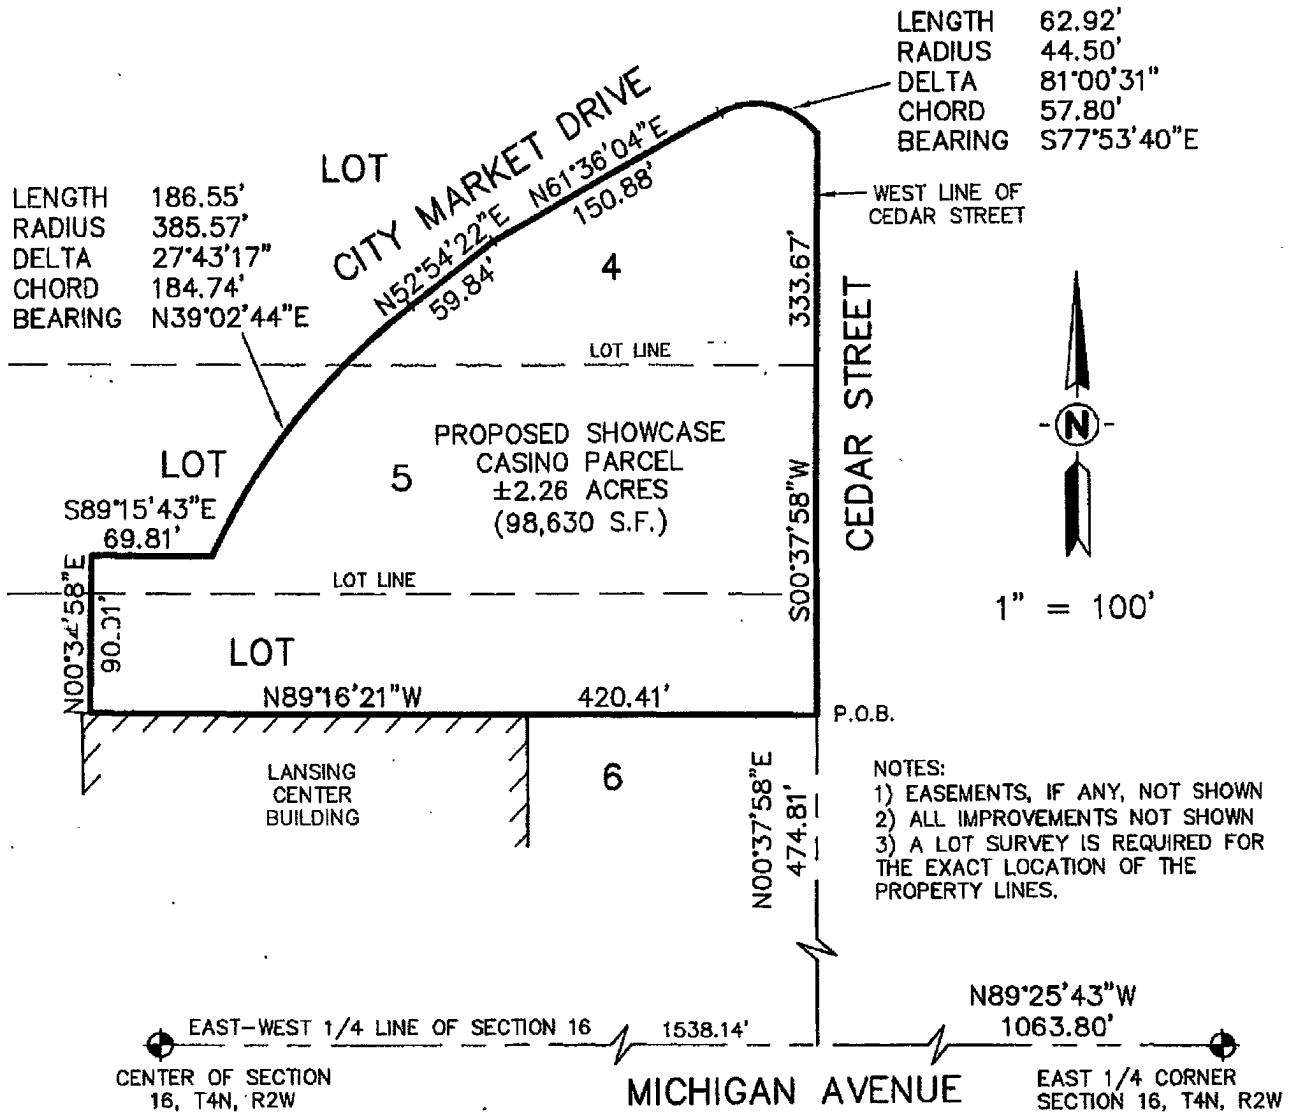 LENGTH 62.92'
RADIUS 44.50'
DELTA 81°00'31"
CHORD 57.80'
BEARING S77°53'40"E
LOT
CITY MARKET DRIVE
N61°36'04"E
150.88'
N52°54'22"E
59.84'
LENGTH 186.55'
RADIUS 385.57'
DELTA 27°43'17"
CHORD 184.74'
BEARING N39°02'44"E
WEST LINE OF
CEDAR STREET
4
333.67'
S00°37'58"W
CEDAR STREET
LOT LINE
N
1" = 100'
PROPOSED SHOWCASE
CASINO PARCEL
±2.26 ACRES
(98,630 S.F.)
5
LOT
S89°15'43"E
69.81'
LOT LINE
N00°34'58"E
90.01'
LOT
N89°16'21"W 420.41'
P.O.B.
LANSING
CENTER
BUILDING
6
N00°37'58"E
474.81'
NOTES:
1) EASEMENTS, IF ANY, NOT SHOWN
2) ALL IMPROVEMENTS NOT SHOWN
3) A LOT SURVEY IS REQUIRED FOR
THE EXACT LOCATION OF THE
PROPERTY LINES.
N89°25'43"W
1063.80'
EAST-WEST 1/4 LINE OF SECTION 16
1538.14'
CENTER OF SECTION
16, T4N, R2W
MICHIGAN AVENUE
EAST 1/4 CORNER
SECTION 16, T4N, R2W